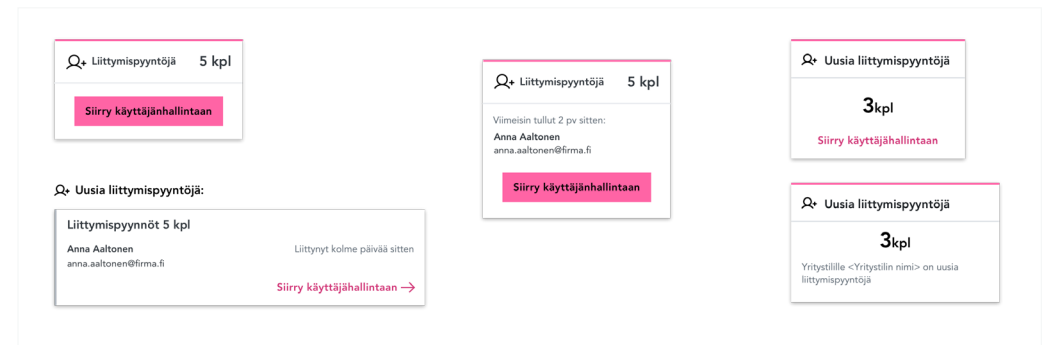 Liittymispyyntöjä 5 kpl
Siirry käyttäjänhallintaan
Uusia liittymispyyntöjä:
Liittymispyynnöt 5 kpl
Anna Aaltonen Liittynyt kolme päivää sitten
anna.aaltonen@firma.fi
Siirry käyttäjähallintaan
Liittymispyyntöjä 5 kpl
Viimeisin tullut 2 pv sitten:
Anna Aaltonen
anna.aaltonen@firma.fi
Siirry käyttäjänhallintaan
Uusia liittymispyyntöjä
3kpl
Siirry käyttäjähallintaan
Uusia liittymispyyntöjä
3kpl
Yritystilille <Yritystilin nimi> on uusia
liittymispyyntöjä